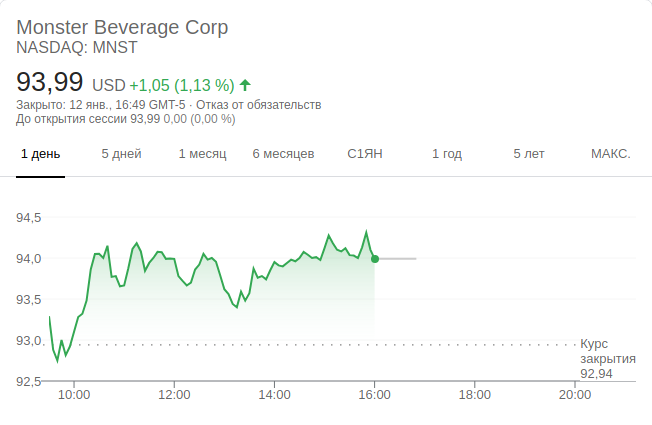 Monster Beverage Corp
NASDAQ: MNST
93,99 USD +1,05 (1,13 %)
Закрыто: 12 янв., 16:49 GMT-5 · Отказ от обязательств
До открытия сессии 93,99 0,00 (0,00 %)
1 день 5 дней 1 месяц 6 месяцев С1ЯН 1 год 5 лет МАКС.
94,5
94,0
93,5
93,0
Курс
закрытия
92,94
92,5
10:00 12:00 14:00 16:00 18:00 20:00